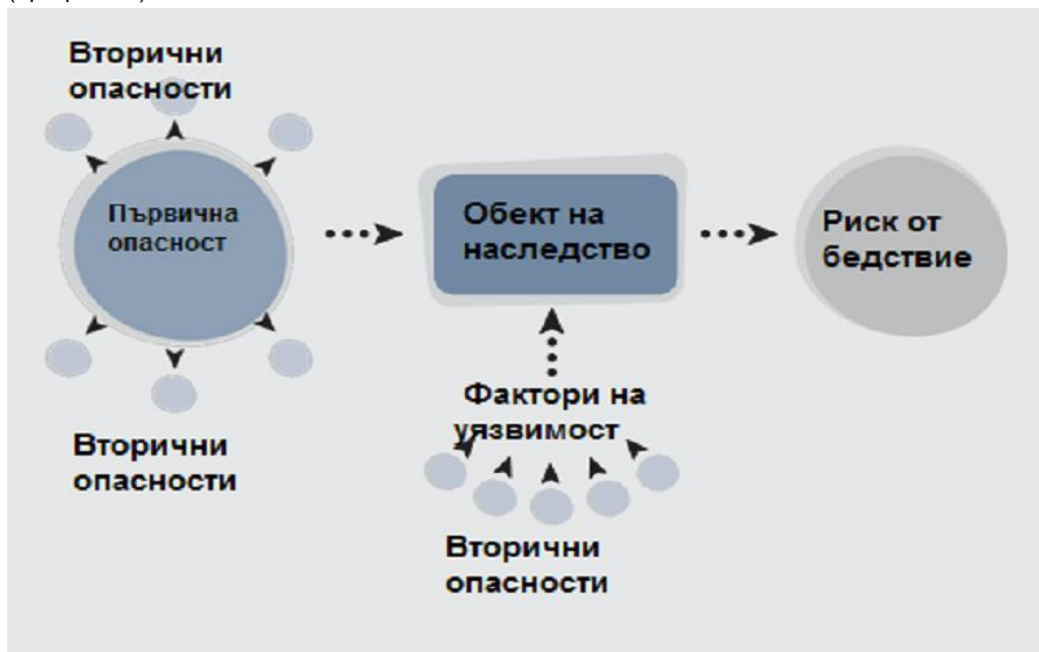 Вторични
опасности
Първична
опасност
Обект на
наследство
Риск от
бедствие
Фактори на
уязвимост
Вторични
опасности
Вторични
опасности